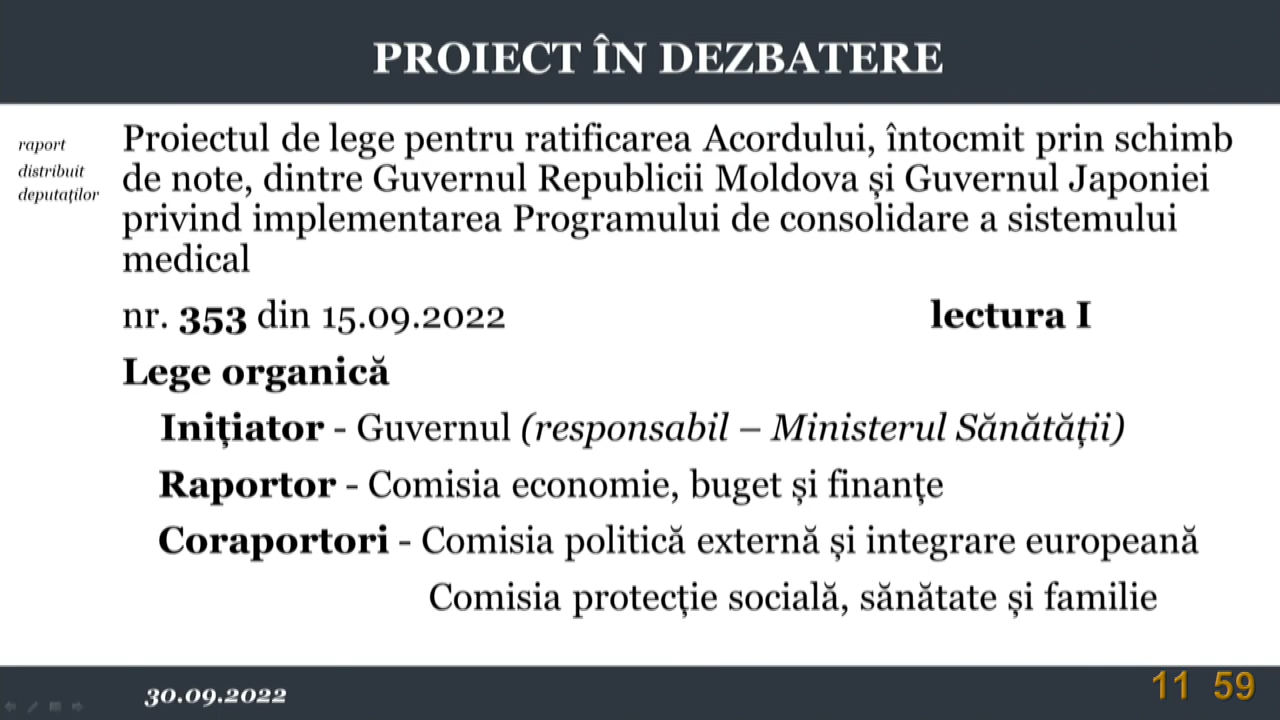 PROIECT ÎN DEZBATERE
raport
distribuit
deputaților
Proiectul de lege pentru ratificarea Acordului, întocmit prin schimb
de note, dintre Guvernul Republicii Moldova și Guvernul Japoniei
privind implementarea Programului de consolidare a sistemului
medical
nr. 353 din 15.09.2022 lectura I
Lege organică
Inițiator - Guvernul (responsabil – Ministerul Sănătății)
Raportor - Comisia economie, buget și finanțe
Coraportori - Comisia politică externă și integrare europeană
Comisia protecție socială, sănătate și familie
30.09.2022 11 59